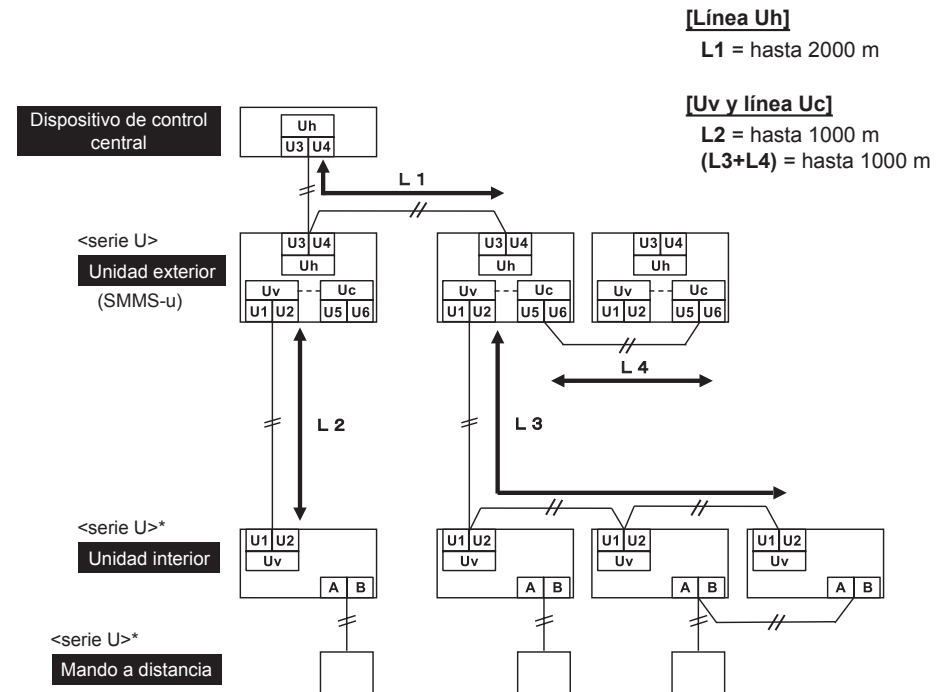 [Línea Uh]
L1 = hasta 2000 m
[Uv y línea Uc]
L2 = hasta 1000 m
(L3+L4) = hasta 1000 m
Dispositivo de control
central
Uh
U3 U4
L 1
<serie U>
Unidad exterior
(SMMS-u)
U3 U4
Uh
Uv Uc
U1 U2 U5 U6
U3 U4
Uh
Uv Uc
U1 U2 U5 U6
U3 U4
Uh
Uv Uc
U1 U2 U5 U6
L 4
L 2
L 3
<serie U>*
Unidad interior
U1 U2
Uv
A B
U1 U2
Uv
A B
U1 U2
Uv
A B
U1 U2
Uv
A B
<serie U>*
Mando a distancia